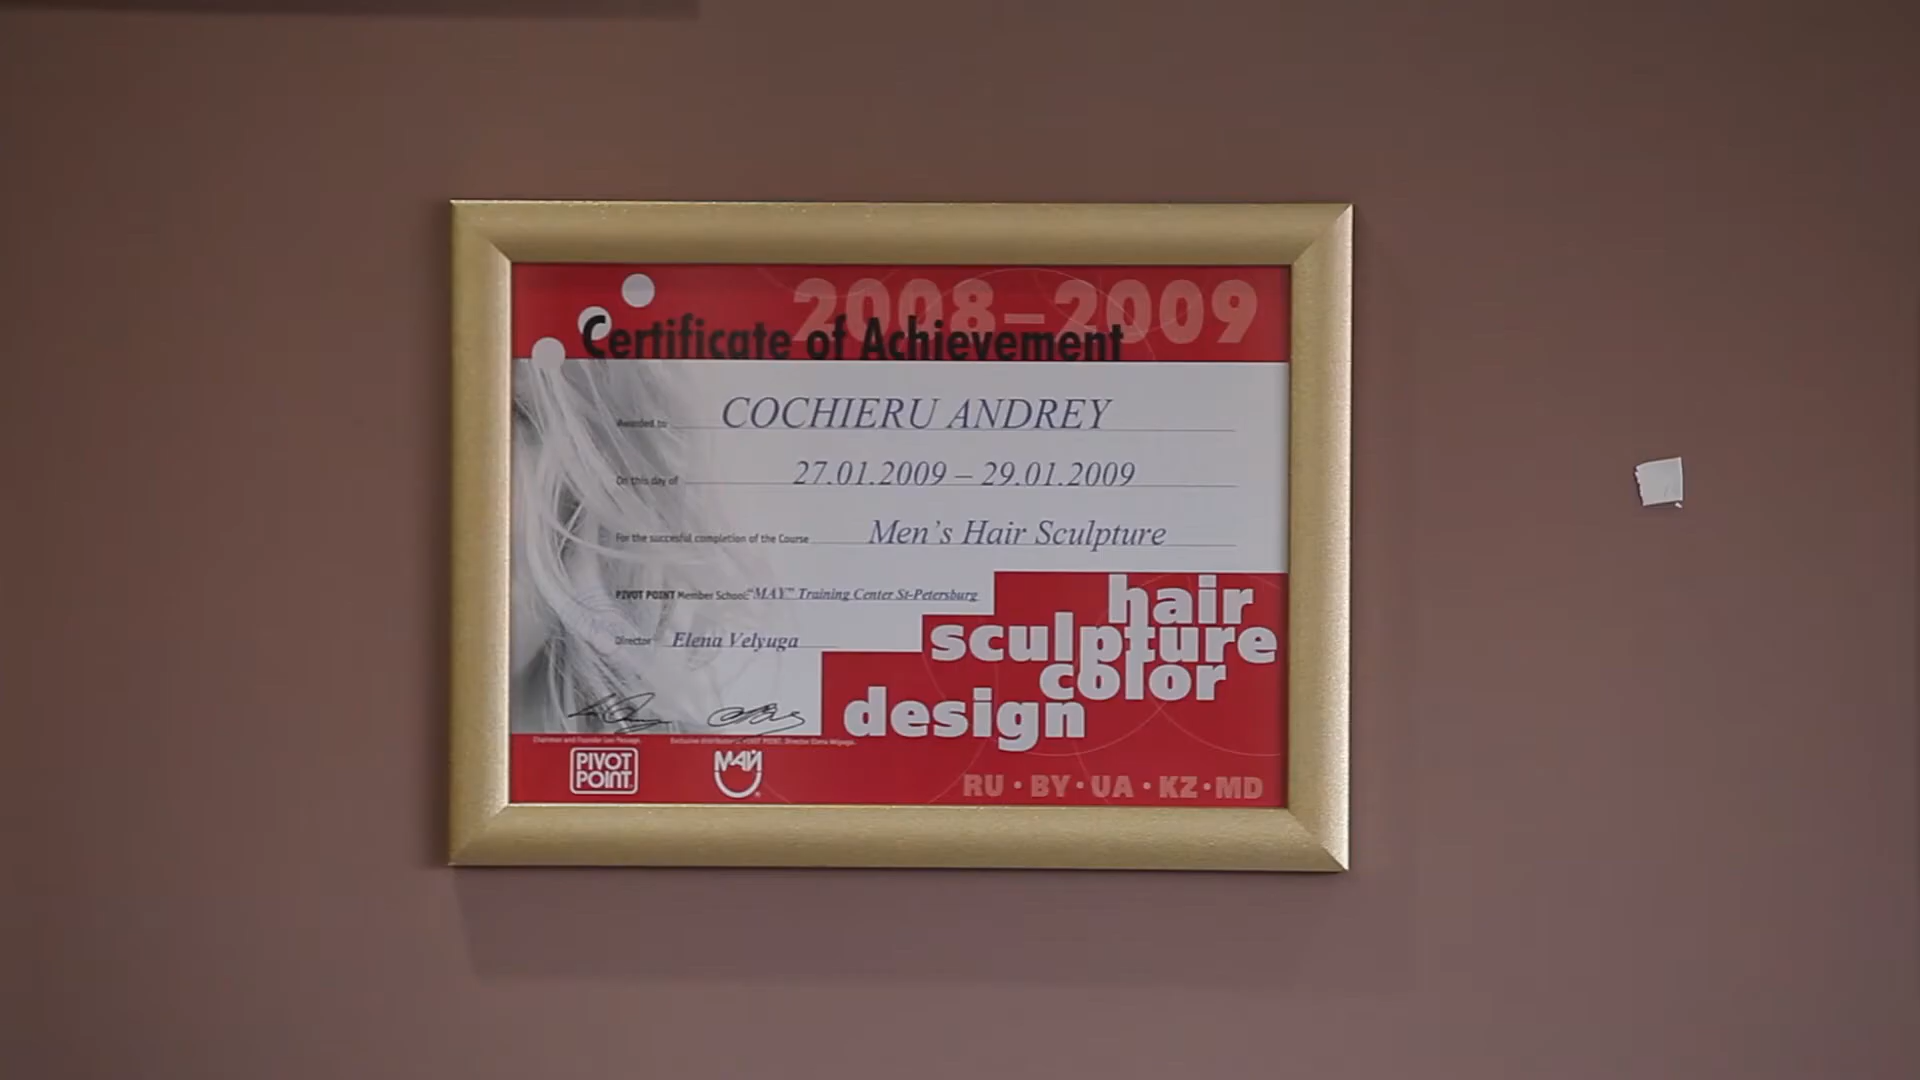 2008–2009
Certificate of Achievement
Awarded to COCHIERU ANDREY
On this day of 27.01.2009 – 29.01.2009
For the succesful completion of the Course Men's Hair Sculpture
PIVOT POINT Member School: "MAY" Training Center St-Petersburg
Director Elena Velyuga
hair
sculpture
color
design
PIVOT
POINT
МАЙ
RU · BY · UA · KZ · MD